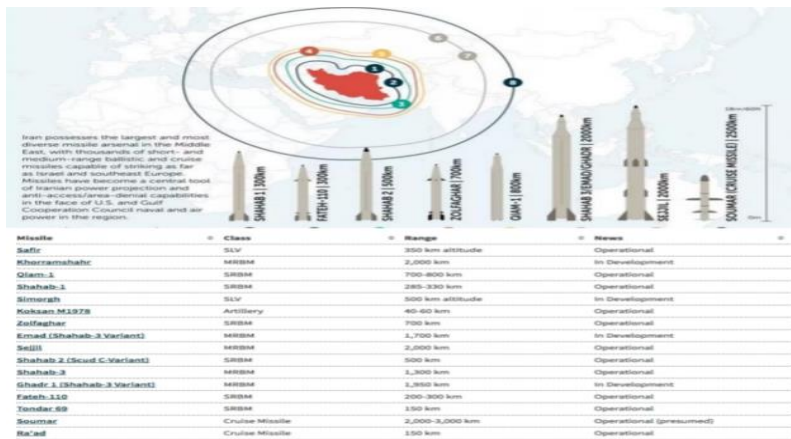 4
5
6
7
1
2
3
8
Iran possesses the largest and most
diverse missile arsenal in the Middle
East, with thousands of short- and
medium-range ballistic and cruise
missiles capable of striking as far
as Israel and southeast Europe.
Missiles have become a central tool
of Iranian power projection and
anti-access/area-denial capabilities
in the face of U.S. and Gulf
Cooperation Council naval and air
power in the region.
SHAHAB 1 | 300km
FATEH-110 | 300km
SHAHAB 2 | 500km
ZOLFAGHAR | 700km
QIAM-1 | 800km
SHAHAB 3/EMAD/GHADR | 2000km
SEJJIL | 2000km
SOUMAR (CRUISE MISSILE) | 2500km
0m
Missile Class Range News
Safir SLV 350 km altitude Operational
Khorramshahr MRBM 2,000 km In Development
Qiam-1 SRBM 700-800 km Operational
Shahab-1 SRBM 285-330 km Operational
Simorgh SLV 500 km altitude In Development
Koksan M1978 Artillery 40-60 km Operational
Zolfaghar SRBM 700 km Operational
Emad (Shahab-3 Variant) MRBM 1,700 km In Development
Sejjil MRBM 2,000 km Operational
Shahab 2 (Scud C-Variant) SRBM 500 km Operational
Shahab-3 MRBM 1,300 km Operational
Ghadr 1 (Shahab-3 Variant) MRBM 1,950 km In Development
Fateh-110 SRBM 200-300 km Operational
Tondar 69 SRBM 150 km Operational
Soumar Cruise Missile 2,000-3,000 km Operational (presumed)
Ra'ad Cruise Missile 150 km Operational